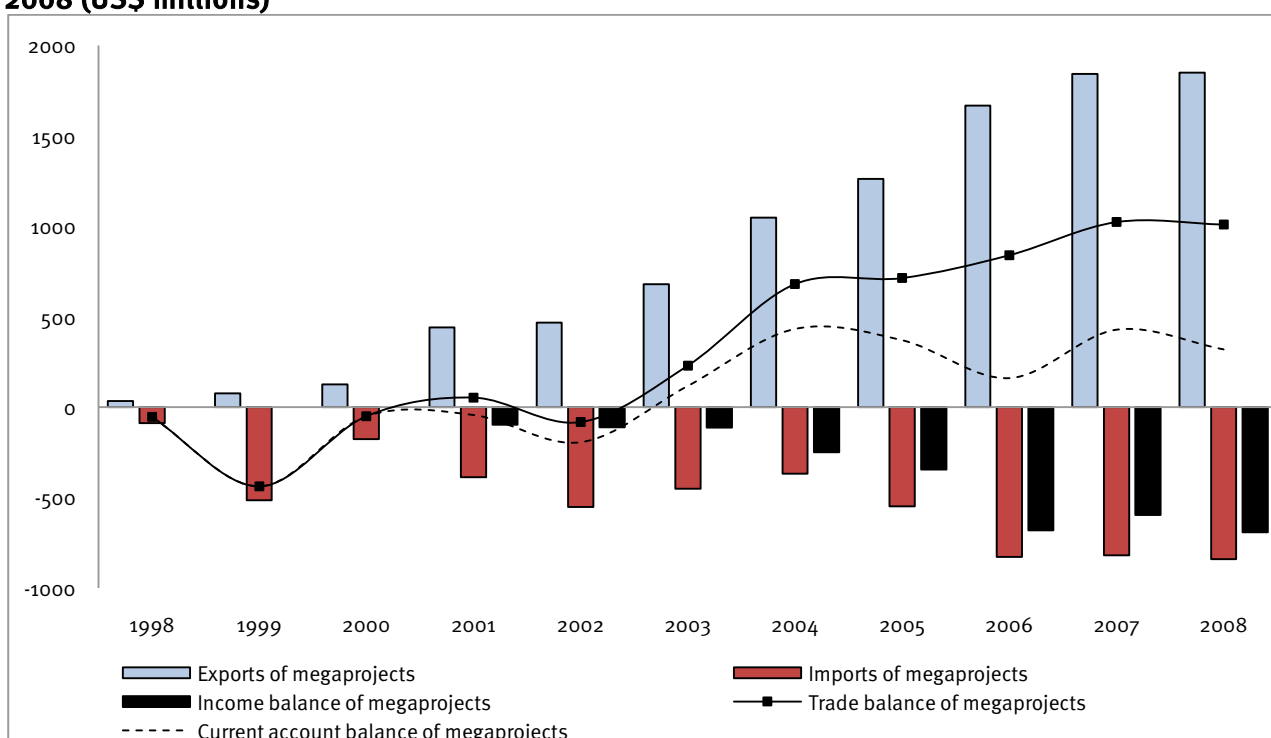 2008 (US$ millions)
2000
1500
1000
500
0
-500
-1000
1998 1999 2000 2001 2002 2003 2004 2005 2006 2007 2008
Exports of megaprojects Imports of megaprojects
Income balance of megaprojects Trade balance of megaprojects
Current account balance of megaprojects